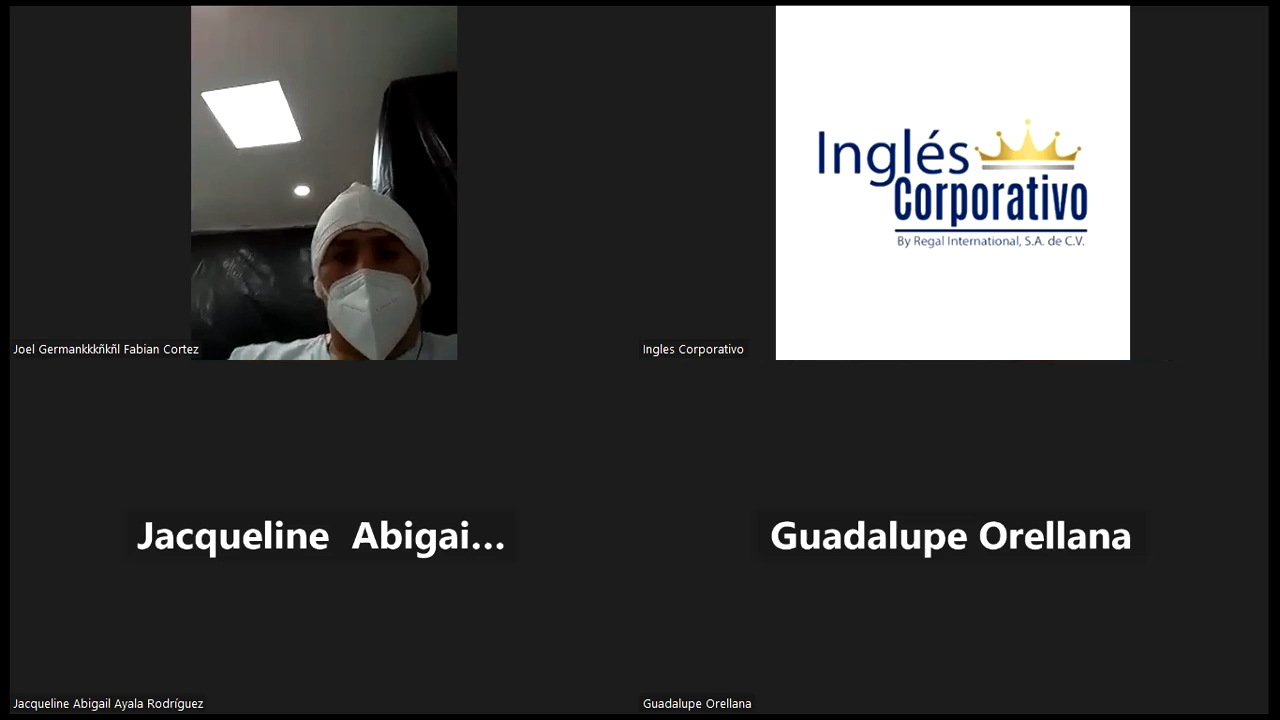 Inglés
Corporativo
By Regal International, S.A. de C.V.
Joel Germankkkñkñl Fabian Cortez
Ingles Corporativo
Jacqueline Abigai...
Guadalupe Orellana
Jacqueline Abigail Ayala Rodríguez
Guadalupe Orellana